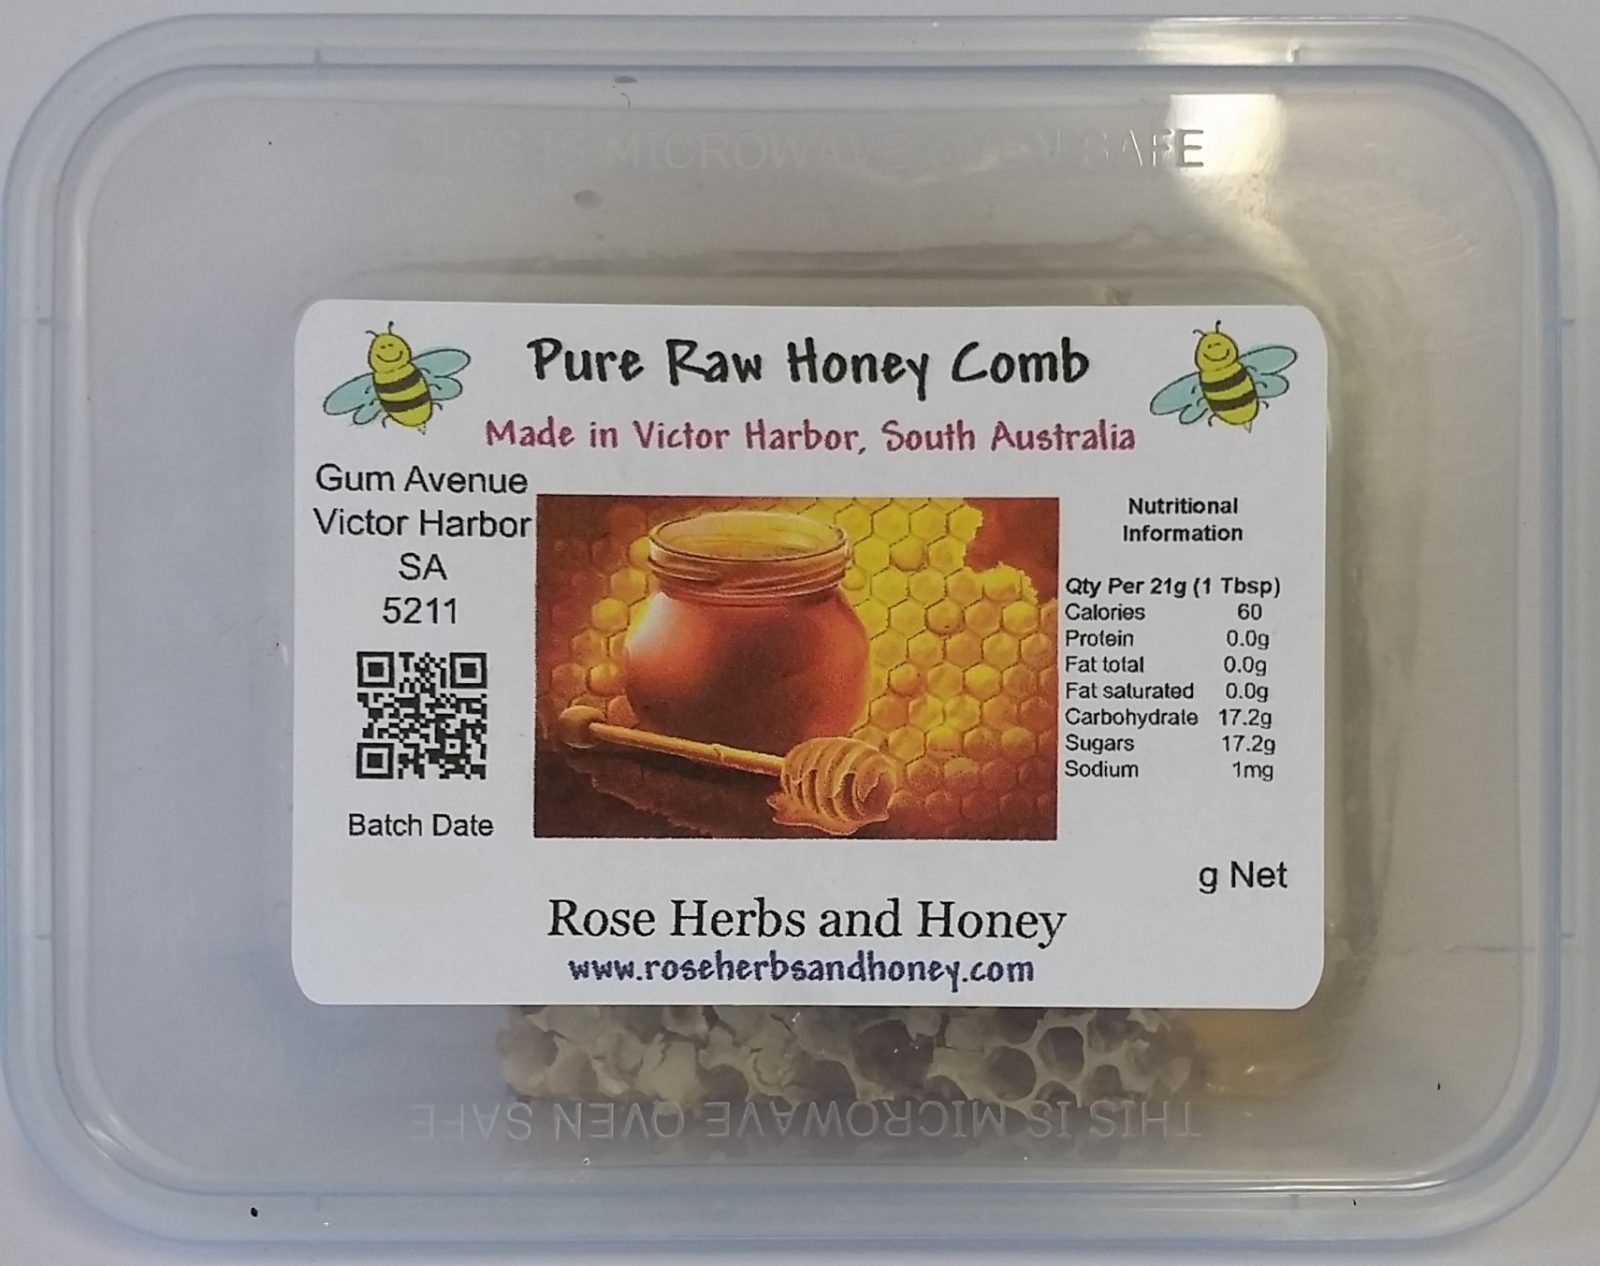 THIS IS MICROWAVE OVEN SAFE
Pure Raw Honey Comb
Made in Victor Harbor, South Australia
Gum Avenue
Victor Harbor
SA
5211
Batch Date
Nutritional
Information
Qty Per 21g (1 Tbsp)
Calories 60
Protein 0.0g
Fat total 0.0g
Fat saturated 0.0g
Carbohydrate 17.2g
Sugars 17.2g
Sodium 1mg
g Net
Rose Herbs and Honey
www.roseherbsandhoney.com
THIS IS MICROWAVE OVEN SAFE